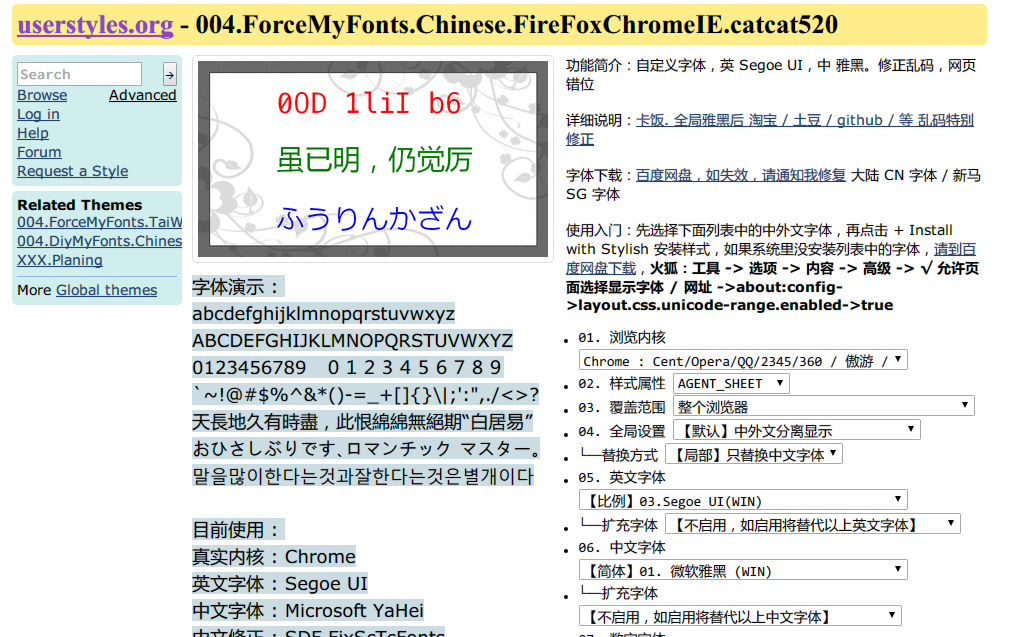 userstyles.org - 004.ForceMyFonts.Chinese.FireFoxChromeIE.catcat520
Search
→
Browse
Advanced
Log in
Help
Forum
Request a Style
Related Themes
004.ForceMyFonts.TaiW
004.DiyMyFonts.Chines
XXX.Planing
More Global themes
0OD 1liI b6
虽已明，仍觉厉
ふうりんかざん
字体演示：
abcdefghijklmnopqrstuvwxyz
ABCDEFGHIJKLMNOPQRSTUVWXYZ
0123456789 ０１２３４５６７８９
`~!@#$%^&*()-=_+[]{}\|;':",./<>?
天長地久有時盡，此恨綿綿無絕期“白居易”
おひさしぶりです、ロマンチック マスター。
말을많이한다는것과잘한다는것은별개이다
目前使用：
真实内核：Chrome
英文字体：Segoe UI
中文字体：Microsoft YaHei
中文修正：SDE FixScTcFonts
功能简介：自定义字体，英 Segoe UI，中 雅黑。修正乱码，网页
错位
详细说明：卡饭. 全局雅黑后 淘宝 / 土豆 / github / 等 乱码特别
修正
字体下载：百度网盘，如失效，请通知我修复 大陆 CN 字体 / 新马
SG 字体
使用入门：先选择下面列表中的中外文字体，再点击 + Install
with Stylish 安装样式，如果系统里没安装列表中的字体，请到百
度网盘下载，火狐：工具 -> 选项 -> 内容 -> 高级 -> √ 允许页
面选择显示字体 / 网址 ->about:config-
>layout.css.unicode-range.enabled->true
01. 浏览内核
Chrome : Cent/Opera/QQ/2345/360 / 傲游 /
02. 样式属性 AGENT_SHEET
03. 覆盖范围 整个浏览器
04. 全局设置 【默认】中外文分离显示
└─替换方式 【局部】只替换中文字体
05. 英文字体
【比例】03.Segoe UI(WIN)
└─扩充字体 【不启用，如启用将替代以上英文字体】
06. 中文字体
【简体】01. 微软雅黑 (WIN)
└─扩充字体
【不启用，如启用将替代以上中文字体】